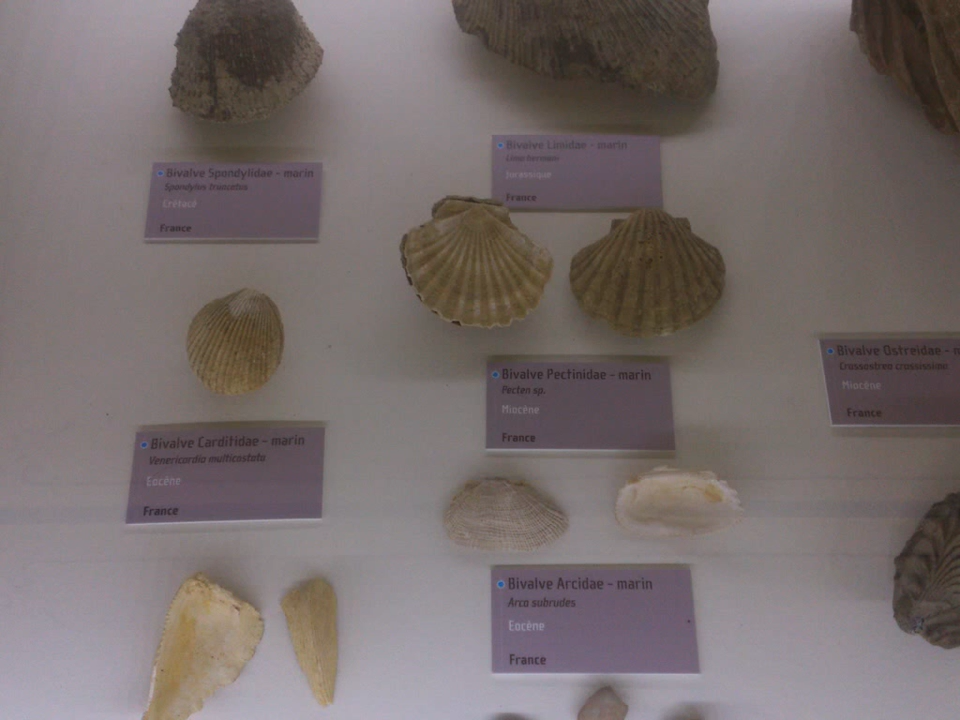 Bivalve Spondylidae - marin
Spondylus truncatus
Crétacé
France
Bivalve Limidae - marin
Jurassique
France
Bivalve Pectinidae - marin
Pecten sp.
Miocène
France
Bivalve Ostreidae - m
Crassostrea crassissima
Miocène
France
Bivalve Carditidae - marin
Venericardia multicostata
Eocène
France
Bivalve Arcidae - marin
Arca subrudes
Eocène
France